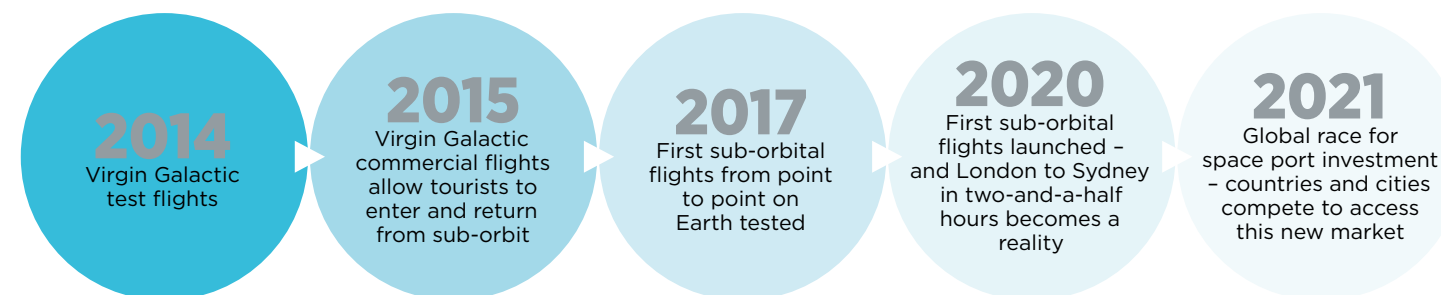 2014
Virgin Galactic
test flights
2015
Virgin Galactic
commercial flights
allow tourists to
enter and return
from sub-orbit
2017
First sub-orbital
flights from point
to point on
Earth tested
2020
First sub-orbital
flights launched –
and London to Sydney
in two-and-a-half
hours becomes a
reality
2021
Global race for
space port investment
– countries and cities
compete to access
this new market